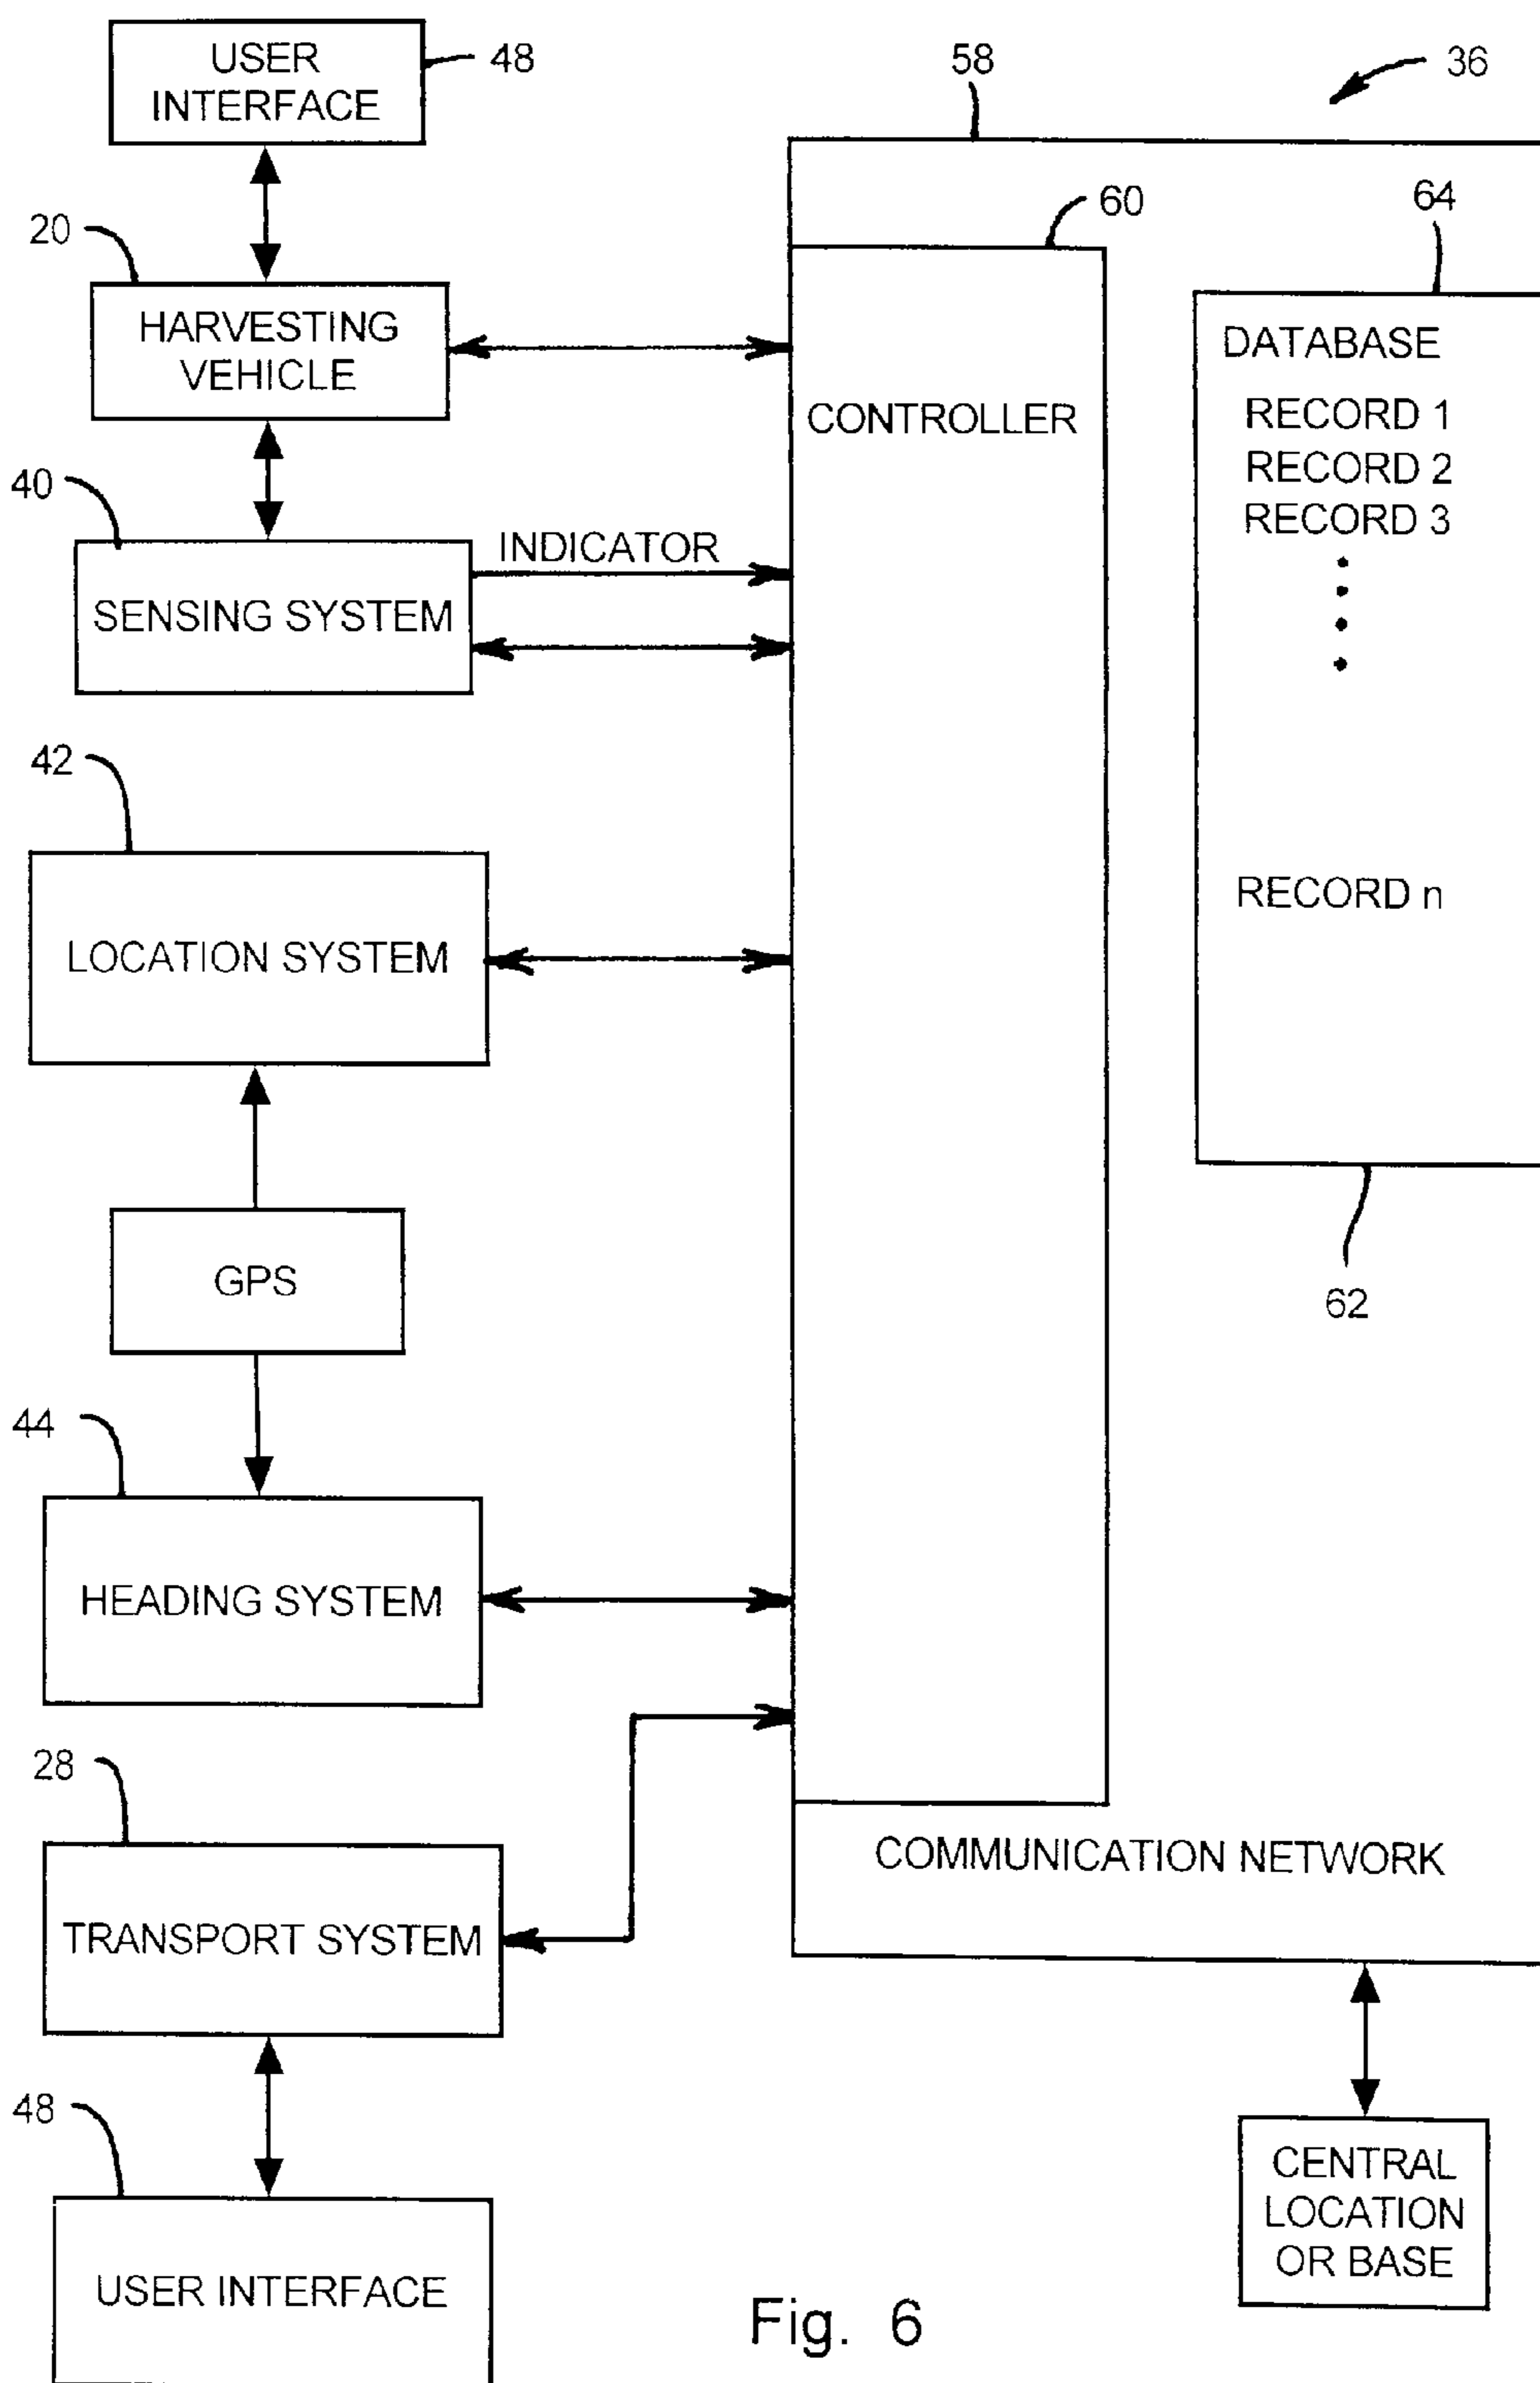 USER
INTERFACE
48
58
36
20
HARVESTING
VEHICLE
60
64
CONTROLLER
DATABASE
RECORD 1
RECORD 2
RECORD 3
RECORD n
62
40
SENSING SYSTEM
INDICATOR
42
LOCATION SYSTEM
GPS
44
HEADING SYSTEM
28
TRANSPORT SYSTEM
COMMUNICATION NETWORK
48
USER INTERFACE
CENTRAL
LOCATION
OR BASE
Fig. 6